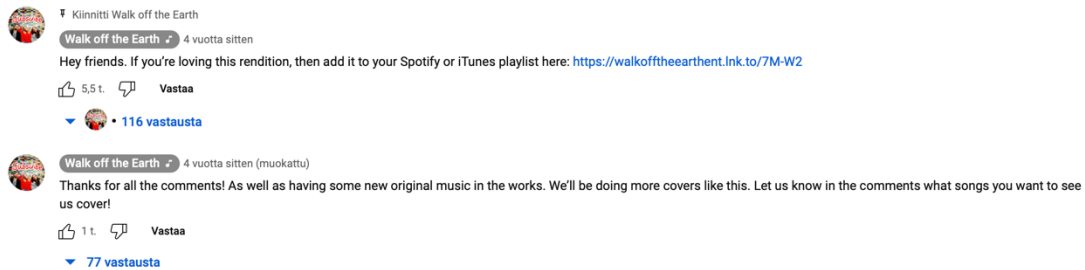 Kiinnitti Walk off the Earth
Walk off the Earth 4 vuotta sitten
Hey friends. If you're loving this rendition, then add it to your Spotify or iTunes playlist here: https://walkofftheearthent.lnk.to/7M-W2
5,5 t. Vastaa
• 116 vastausta
Walk off the Earth 4 vuotta sitten (muokattu)
Thanks for all the comments! As well as having some new original music in the works. We'll be doing more covers like this. Let us know in the comments what songs you want to see
us cover!
1 t. Vastaa
77 vastausta